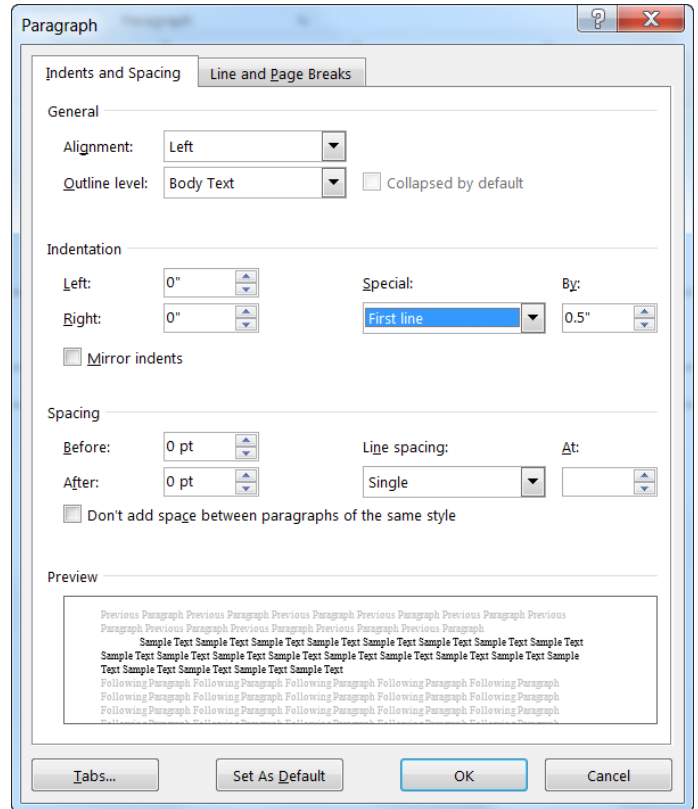 Paragraph
?
X
Indents and Spacing
Line and Page Breaks
General
Alignment: Left
Outline level: Body Text Collapsed by default
Indentation
Left: 0" Special: By:
Right: 0" First line 0.5"
Mirror indents
Spacing
Before: 0 pt Line spacing: At:
After: 0 pt Single
Don't add space between paragraphs of the same style
Preview
Previous Paragraph Previous Paragraph Previous Paragraph Previous Paragraph Previous Paragraph Previous
Paragraph Previous Paragraph Previous Paragraph Previous Paragraph Previous Paragraph
Sample Text Sample Text Sample Text Sample Text Sample Text Sample Text Sample Text Sample Text
Sample Text Sample Text Sample Text Sample Text Sample Text Sample Text Sample Text Sample Text Sample
Text Sample Text Sample Text Sample Text Sample Text
Following Paragraph Following Paragraph Following Paragraph Following Paragraph Following Paragraph
Following Paragraph Following Paragraph Following Paragraph Following Paragraph Following Paragraph
Following Paragraph Following Paragraph Following Paragraph Following Paragraph Following Paragraph
Tabs... Set As Default OK Cancel